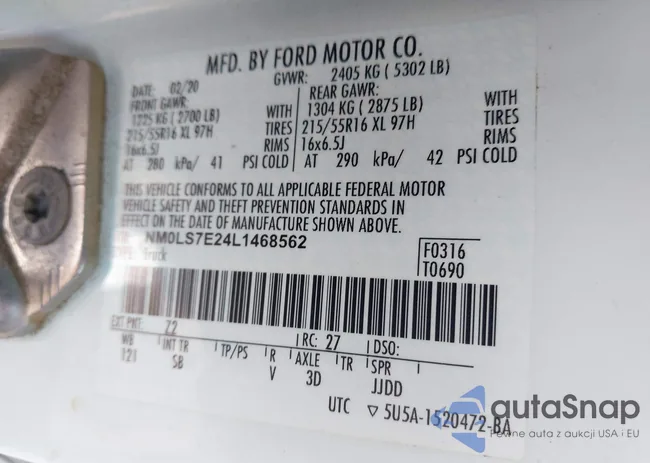 MFD. BY FORD MOTOR CO.
DATE: 02/20 GVWR: 2405 KG ( 5302 LB)
FRONT GAWR: REAR GAWR:
1225 KG ( 2700 LB) WITH 1304 KG ( 2875 LB) WITH
215/55R16 XL 97H TIRES 215/55R16 XL 97H TIRES
16x6.5J RIMS 16x6.5J RIMS
AT 280 kPa/ 41 PSI COLD AT 290 kPa/ 42 PSI COLD
THIS VEHICLE CONFORMS TO ALL APPLICABLE FEDERAL MOTOR
VEHICLE SAFETY AND THEFT PREVENTION STANDARDS IN
EFFECT ON THE DATE OF MANUFACTURE SHOWN ABOVE.
NM0LS7E24L1468562
Truck
F0316
T0690
EXT PNT: Z2 RC: 27 DSO:
WB INT TR TP/PS R AXLE TR SPR
121 SB V 3D JJDD
UTC ▽ 5U5A-1520472-BA
autaSnap
Pewne auta z aukcji USA i EU